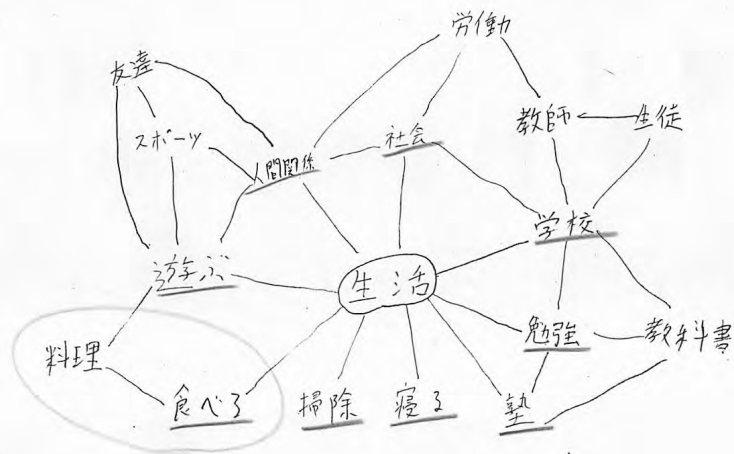 労働
友達
教師
生徒
スポーツ
社会
人間関係
学校
遊ぶ
生活
勉強
教科書
料理
食べる
掃除
寝る
塾